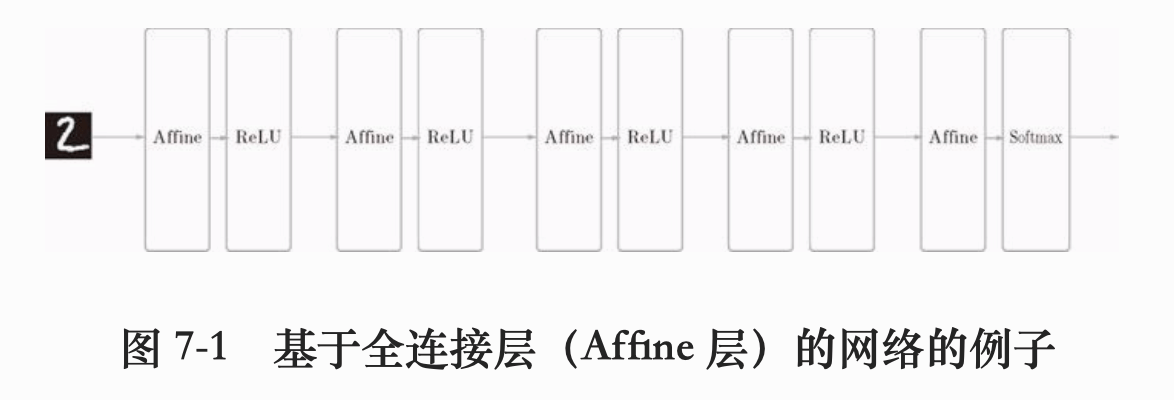 2 Affine ReLU Affine ReLU Affine ReLU Affine ReLU Affine Softmax
图 7-1 基于全连接层（Affine 层）的网络的例子